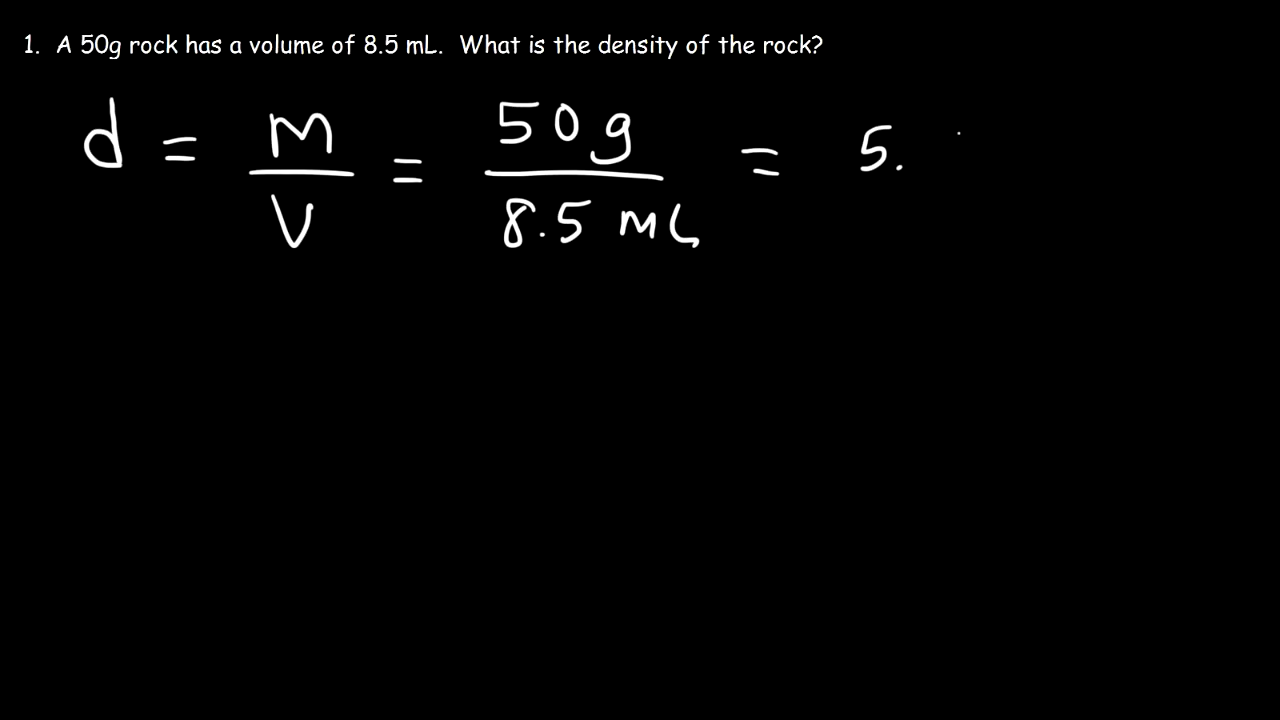 1. A 50g rock has a volume of 8.5 mL. What is the density of the rock?
d = M/V = 50g/8.5 mL = 5.